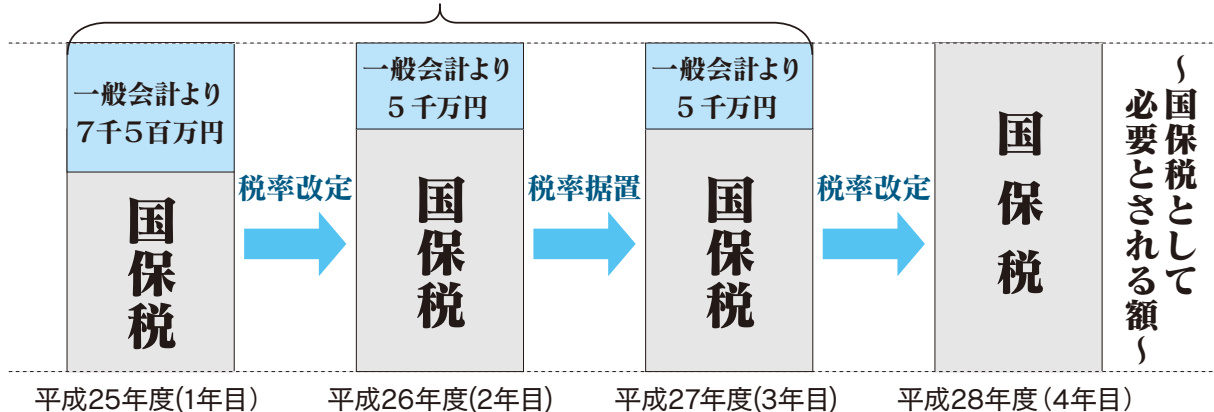 一般会計より
7千5百万円
国保税
平成25年度(1年目)
税率改定
一般会計より
5千万円
国保税
平成26年度(2年目)
税率据置
一般会計より
5千万円
国保税
平成27年度(3年目)
税率改定
国保税
平成28年度(4年目)
～国保税として
必要とされる額～